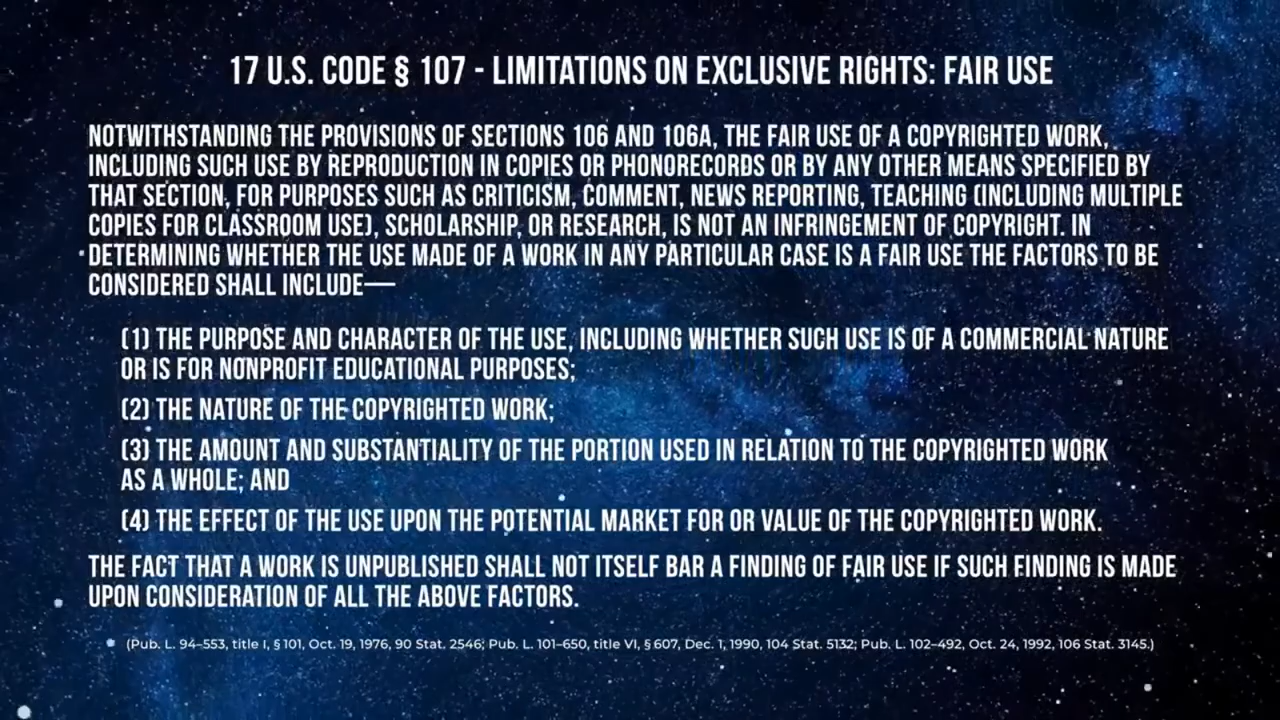 17 U.S. CODE § 107 - LIMITATIONS ON EXCLUSIVE RIGHTS: FAIR USE
NOTWITHSTANDING THE PROVISIONS OF SECTIONS 106 AND 106A, THE FAIR USE OF A COPYRIGHTED WORK,
INCLUDING SUCH USE BY REPRODUCTION IN COPIES OR PHONORECORDS OR BY ANY OTHER MEANS SPECIFIED BY
THAT SECTION, FOR PURPOSES SUCH AS CRITICISM, COMMENT, NEWS REPORTING, TEACHING (INCLUDING MULTIPLE
COPIES FOR CLASSROOM USE), SCHOLARSHIP, OR RESEARCH, IS NOT AN INFRINGEMENT OF COPYRIGHT. IN
DETERMINING WHETHER THE USE MADE OF A WORK IN ANY PARTICULAR CASE IS A FAIR USE THE FACTORS TO BE
CONSIDERED SHALL INCLUDE—
(1) THE PURPOSE AND CHARACTER OF THE USE, INCLUDING WHETHER SUCH USE IS OF A COMMERCIAL NATURE
OR IS FOR NONPROFIT EDUCATIONAL PURPOSES;
(2) THE NATURE OF THE COPYRIGHTED WORK;
(3) THE AMOUNT AND SUBSTANTIALITY OF THE PORTION USED IN RELATION TO THE COPYRIGHTED WORK
AS A WHOLE; AND
(4) THE EFFECT OF THE USE UPON THE POTENTIAL MARKET FOR OR VALUE OF THE COPYRIGHTED WORK.
THE FACT THAT A WORK IS UNPUBLISHED SHALL NOT ITSELF BAR A FINDING OF FAIR USE IF SUCH FINDING IS MADE
UPON CONSIDERATION OF ALL THE ABOVE FACTORS.
(Pub. L. 94–553, title I, § 101, Oct. 19, 1976, 90 Stat. 2546; Pub. L. 101–650, title VI, § 607, Dec. 1, 1990, 104 Stat. 5132; Pub. L. 102–492, Oct. 24, 1992, 106 Stat. 3145.)